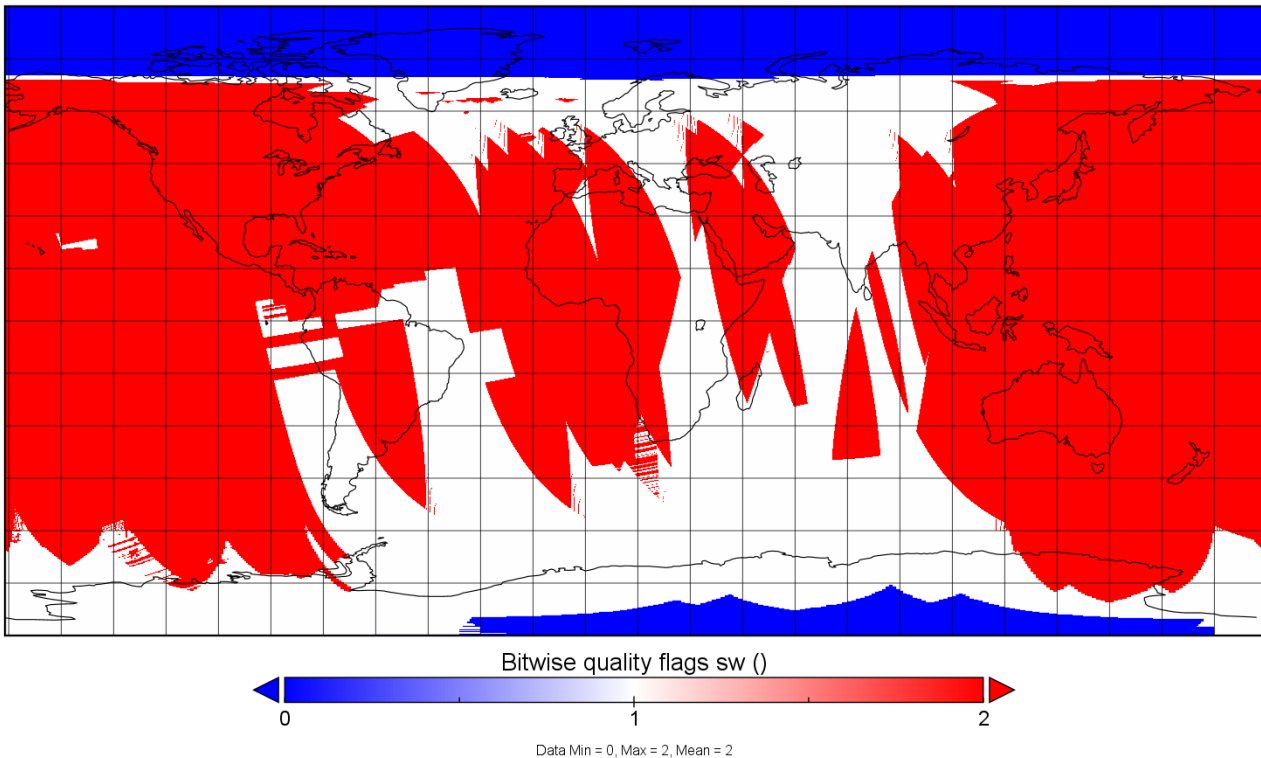 Bitwise quality flags sw ()
0 1 2
Data Min = 0, Max = 2, Mean = 2